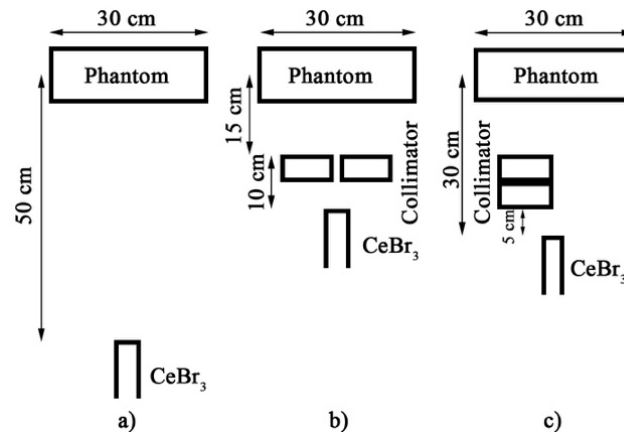 30 cm
Phantom
50 cm
CeBr3
a)
30 cm
Phantom
15 cm
10 cm
Collimator
CeBr3
b)
30 cm
Phantom
30 cm
Collimator
5 cm
CeBr3
c)